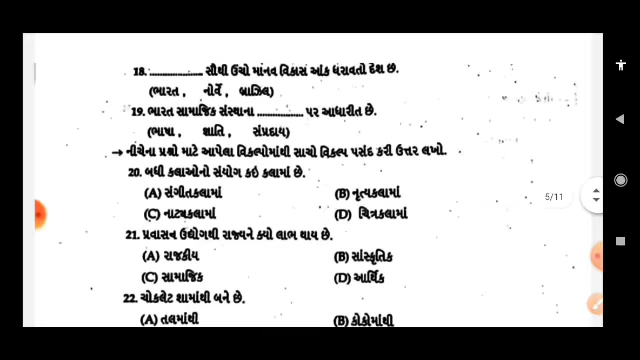 18. .................... સૌથી ઉંચો માનવ વિકાસ આંક ધરાવતો દેશ છે.
(ભારત , નોર્વે, બ્રાઝિલ)
19. ભારત સામાજિક સંસ્થાના ................. પર આધારીત છે.
(ભાષા , જ્ઞાતિ , સંપ્રદાય)
→ નીચેના પ્રશ્નો માટે આપેલા વિકલ્પોમાંથી સાચો વિકલ્પ પસંદ કરી ઉત્તર લખો.
20. બધી કલાઓનો સંયોગ કઇ કલામાં છે.
(A) સંગીતકલામાં (B) નૃત્યકલામાં
(C) નાટ્યકલામાં (D) ચિત્રકલામાં
5/11
21. પ્રવાસન ઉદ્યોગથી રાજ્યને ક્યો લાભ થાય છે.
(A) રાજકીય (B) સાંસ્કૃતિક
(C) સામાજિક (D) આર્થિક
22. ચોકલેટ શામાંથી બને છે.
(A) તલમાંથી (B) કોકોમાંથી